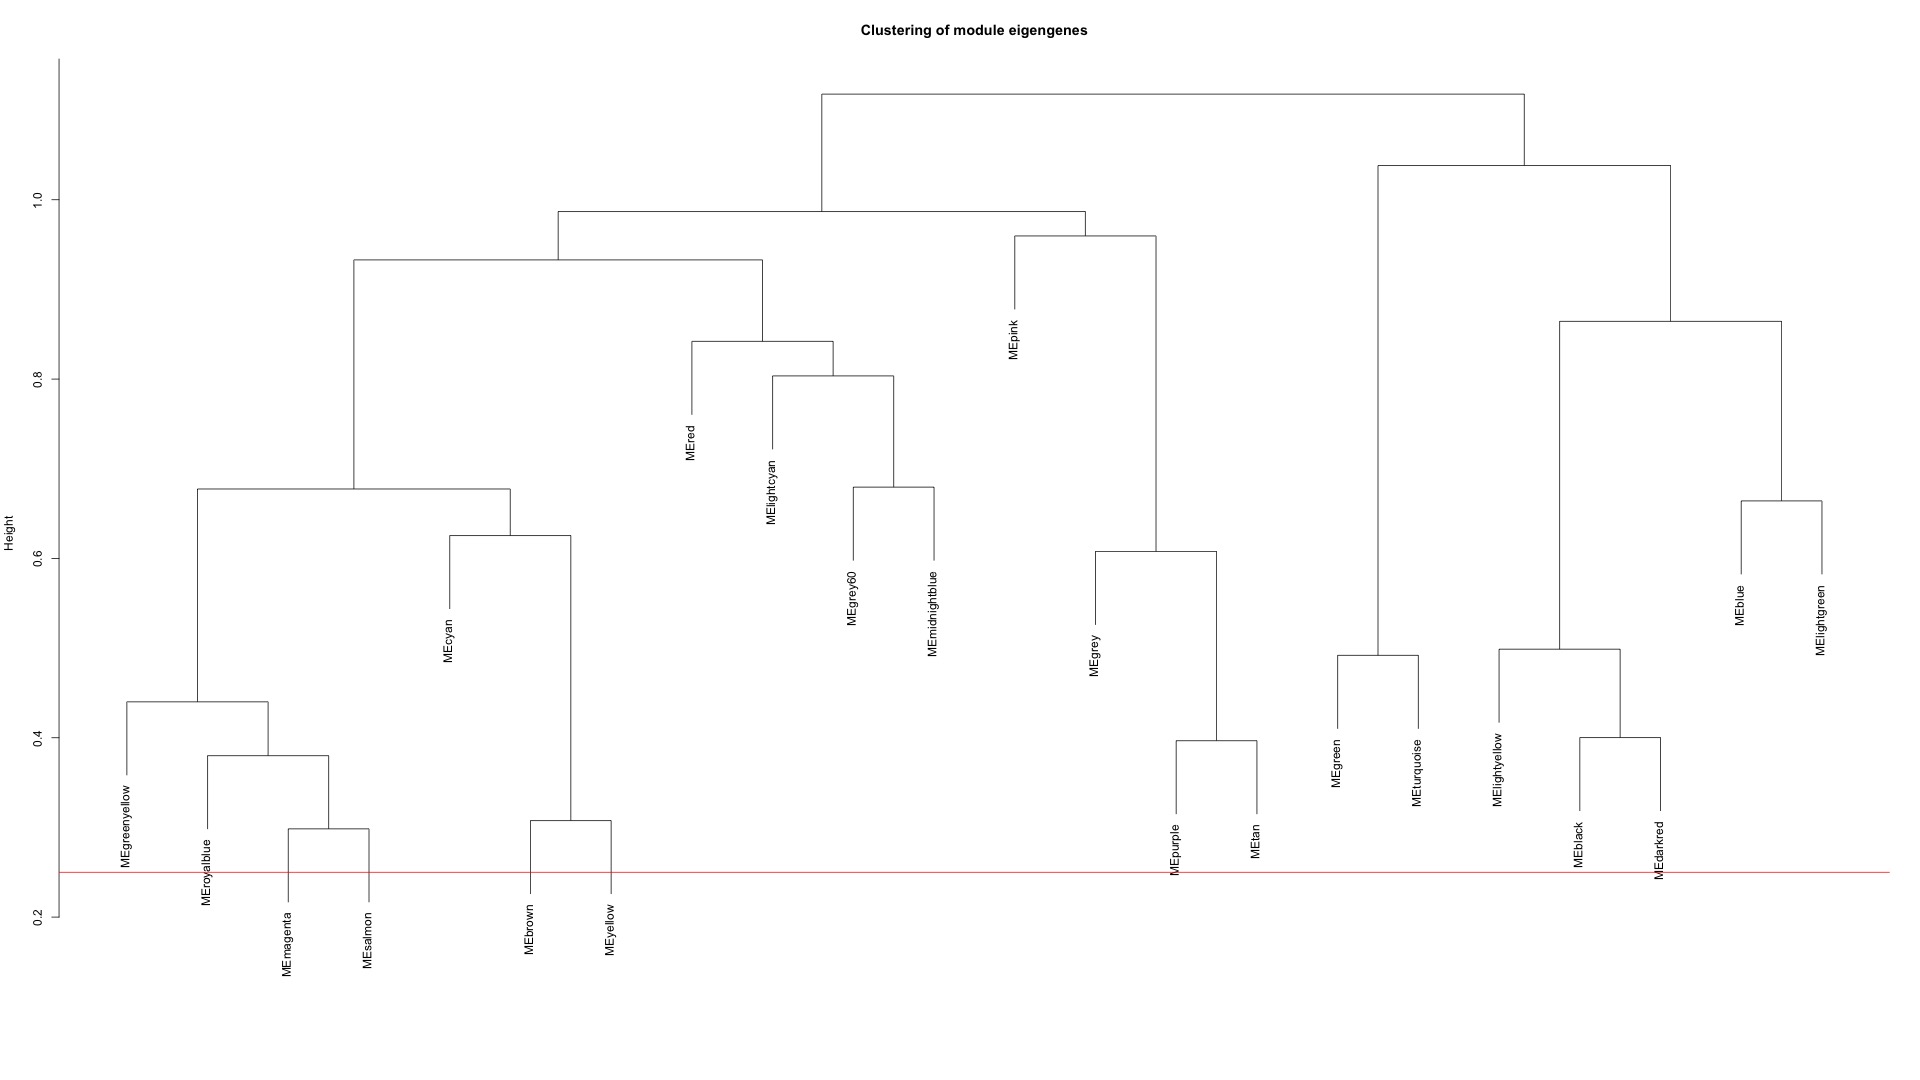 Clustering of module eigengenes
Height
1.0
0.8
0.6
0.4
0.2
MEgreenyellow
MEroyalblue
MEmagenta
MEsalmon
MEcyan
MEbrown
MEyellow
MEred
MElightcyan
MEgrey60
MEmidnightblue
MEpink
MEgrey
MEpurple
MEtan
MEgreen
MEturquoise
MElightyellow
MEblack
MEdarkred
MEblue
MElightgreen